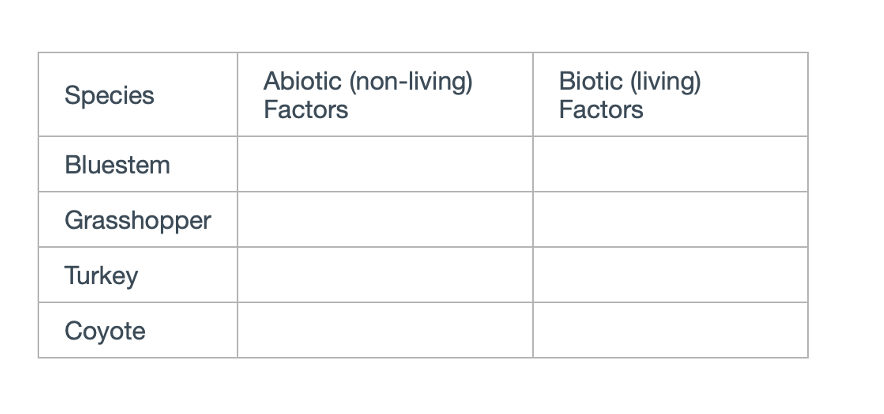 Species
Abiotic (non-living)
Factors
Biotic (living)
Factors
Bluestem
Grasshopper
Turkey
Coyote